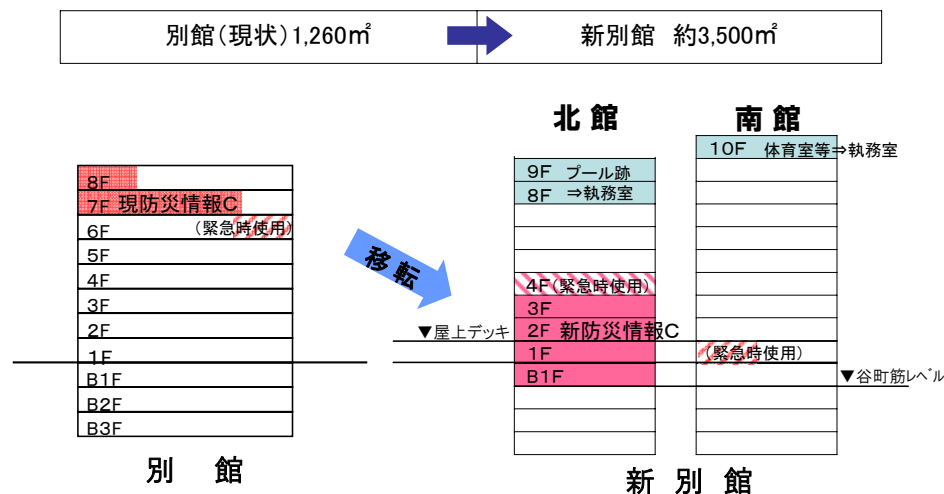 別館(現状)1,260㎡
新別館 約3,500㎡
北館
南館
10F 体育室等⇒執務室
9F プール跡
8F ⇒執務室
8F
7F 現防災情報C
6F (緊急時使用)
5F
4F
3F
2F
1F
B1F
B2F
B3F
別 館
移転
4F(緊急時使用)
3F
▼屋上デッキ
2F 新防災情報C
1F
(緊急時使用)
B1F
▼谷町筋レベル
新 別 館